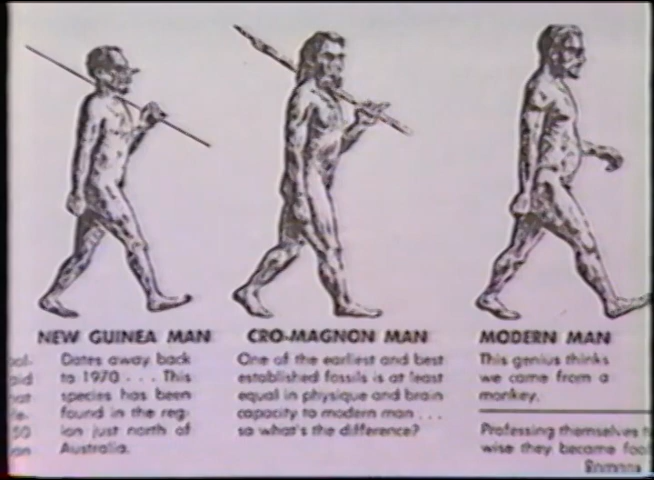 NEW GUINEA MAN
Dates away back
to 1970 . . . This
species has been
found in the reg-
ion just north of
Australia.
CRO-MAGNON MAN
One of the earliest and best
established fossils is at least
equal in physique and brain
capacity to modern man . . .
so what's the difference?
MODERN MAN
This genius thinks
we came from a
monkey.
Professing themselves
wise they became
Romans